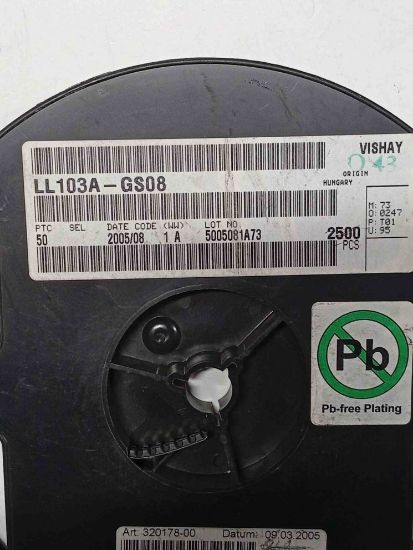 VISHAY
ORIGIN
LL103A-GS08 HUNGARY
PTC SEL DATE CODE (WW) LOT NO
50 2005/08 1 A 5005081A73 2500
PCS
M: 73
O: 0247
P: T01
U: 95
Pb
Pb-free Plating
Art. 320178-00 Datum: 09.03.2005